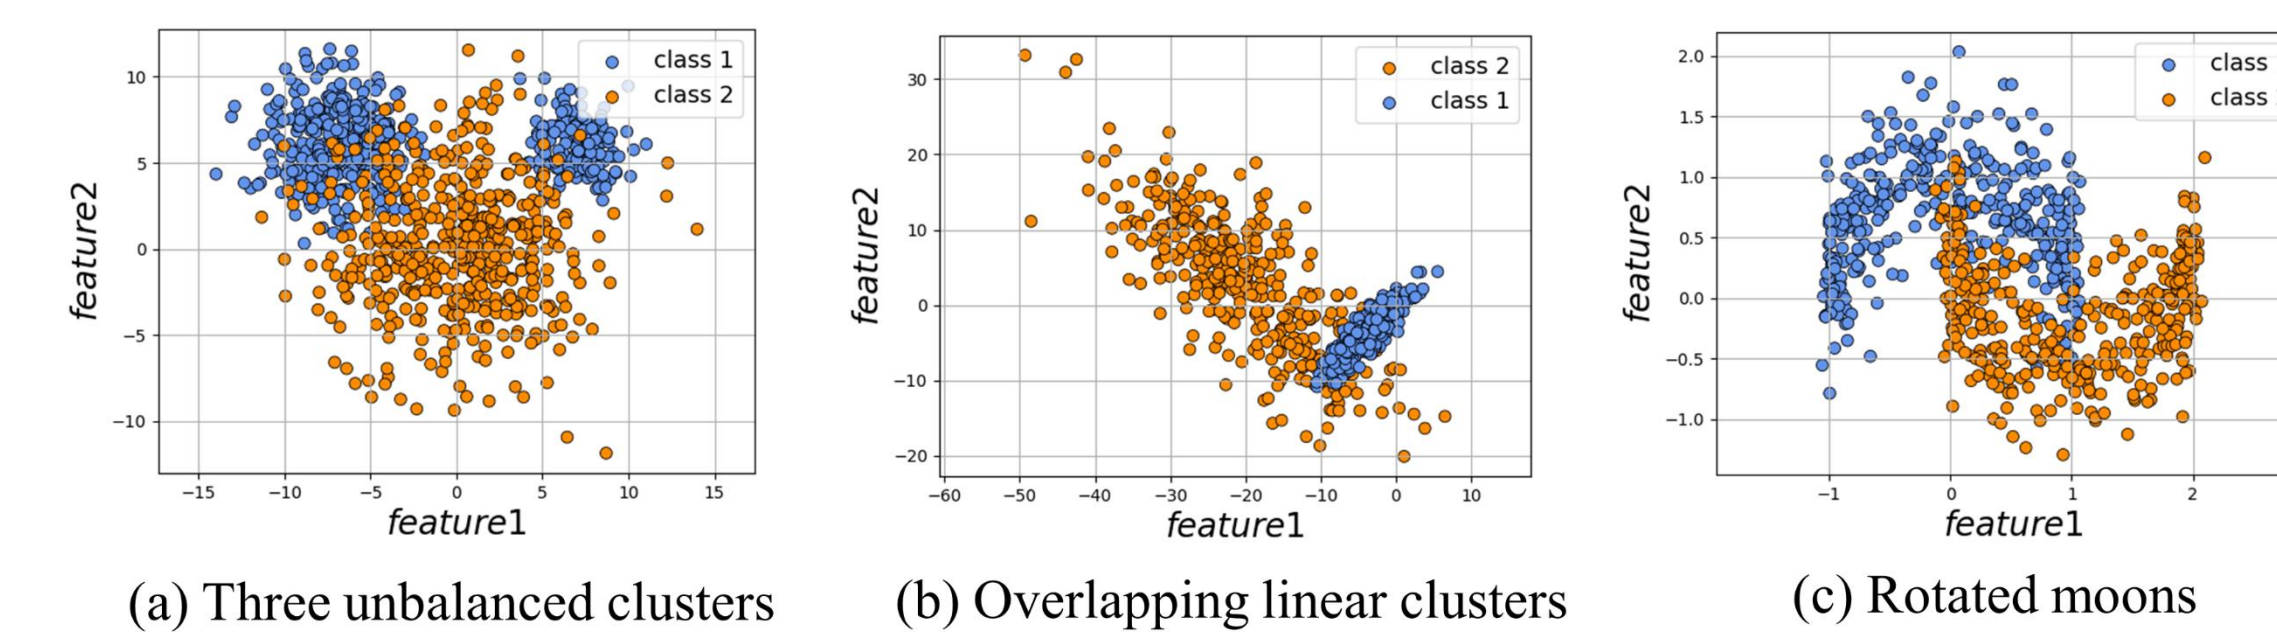 class 1
class 2
10
5
0
−5
−10
feature2
−15
−10
−5
0
5
10
15
feature1
(a) Three unbalanced clusters
class 2
class 1
30
20
10
0
−10
−20
feature2
−60
−50
−40
−30
−20
−10
0
10
feature1
(b) Overlapping linear clusters
class
class
2.0
1.5
1.0
0.5
0.0
−0.5
−1.0
feature2
−1
0
1
2
feature1
(c) Rotated moons